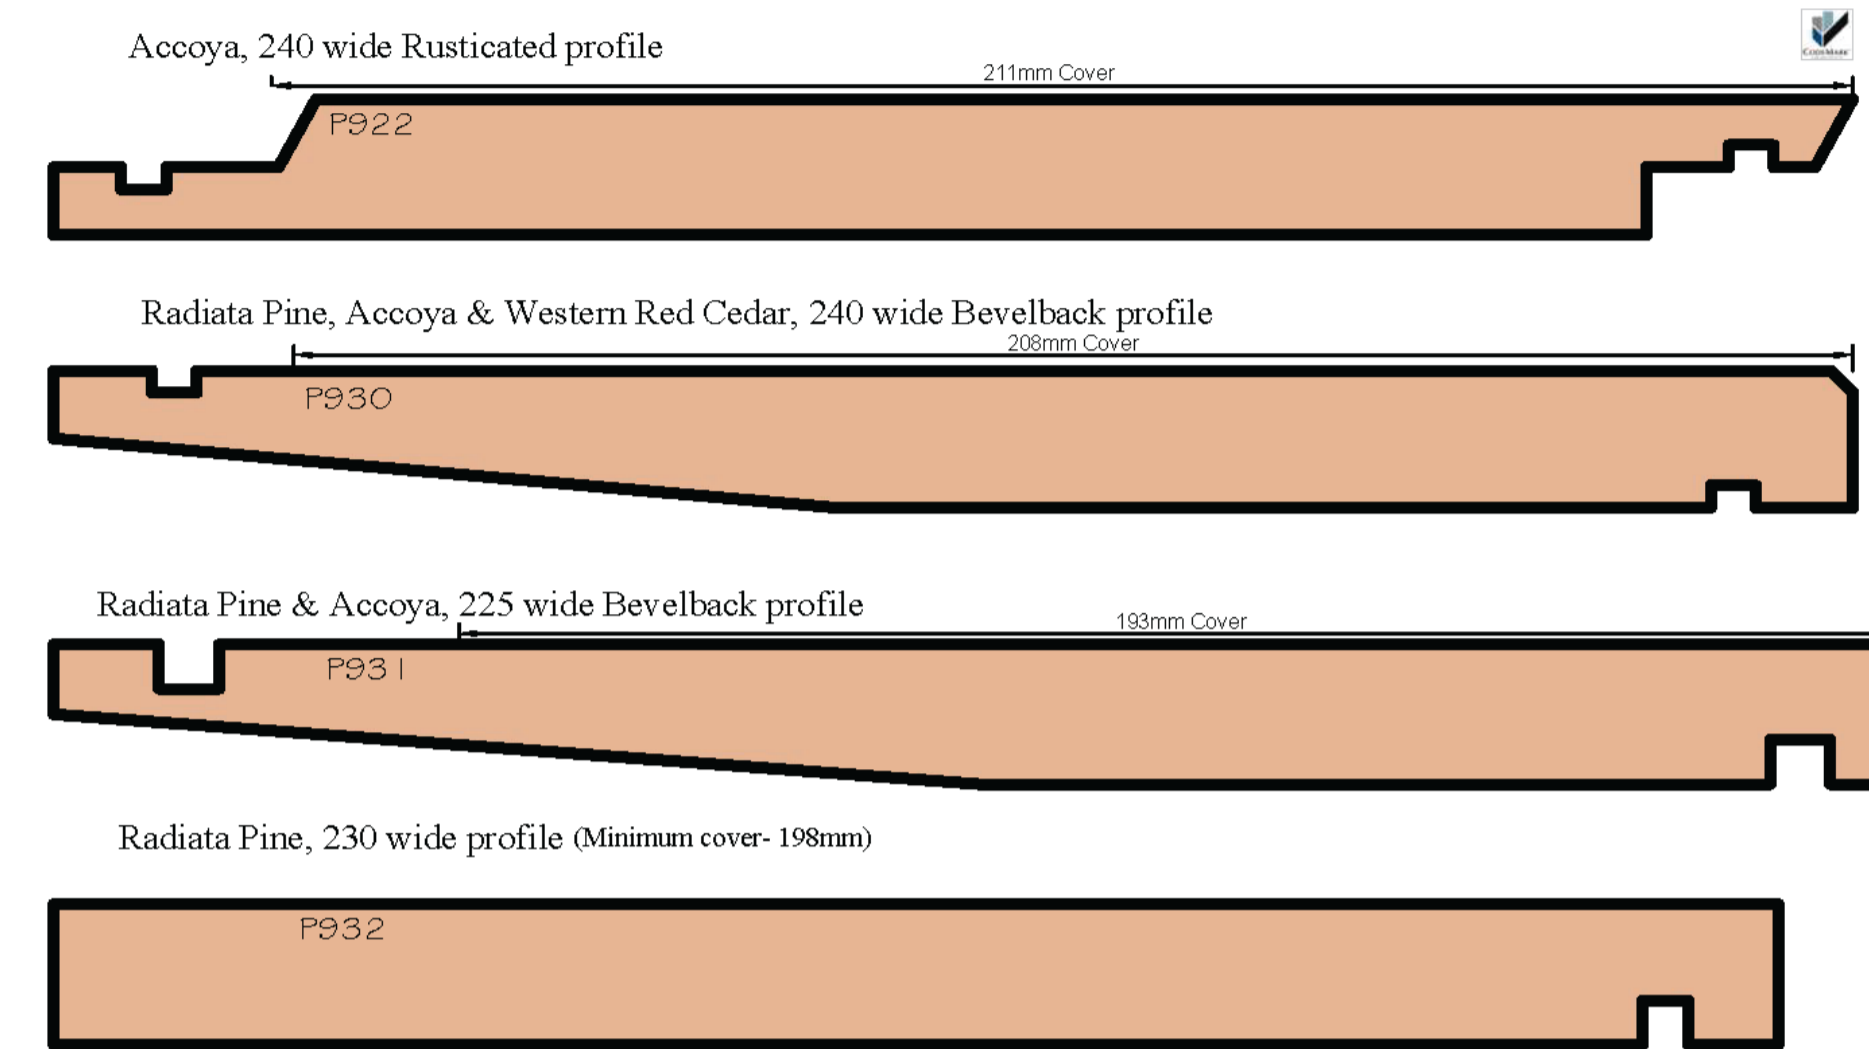 Accoya, 240 wide Rusticated profile
CodeMark
211mm Cover
P922
Radiata Pine, Accoya & Western Red Cedar, 240 wide Bevelback profile
208mm Cover
P930
Radiata Pine & Accoya, 225 wide Bevelback profile
193mm Cover
P931
Radiata Pine, 230 wide profile (Minimum cover- 198mm)
P932